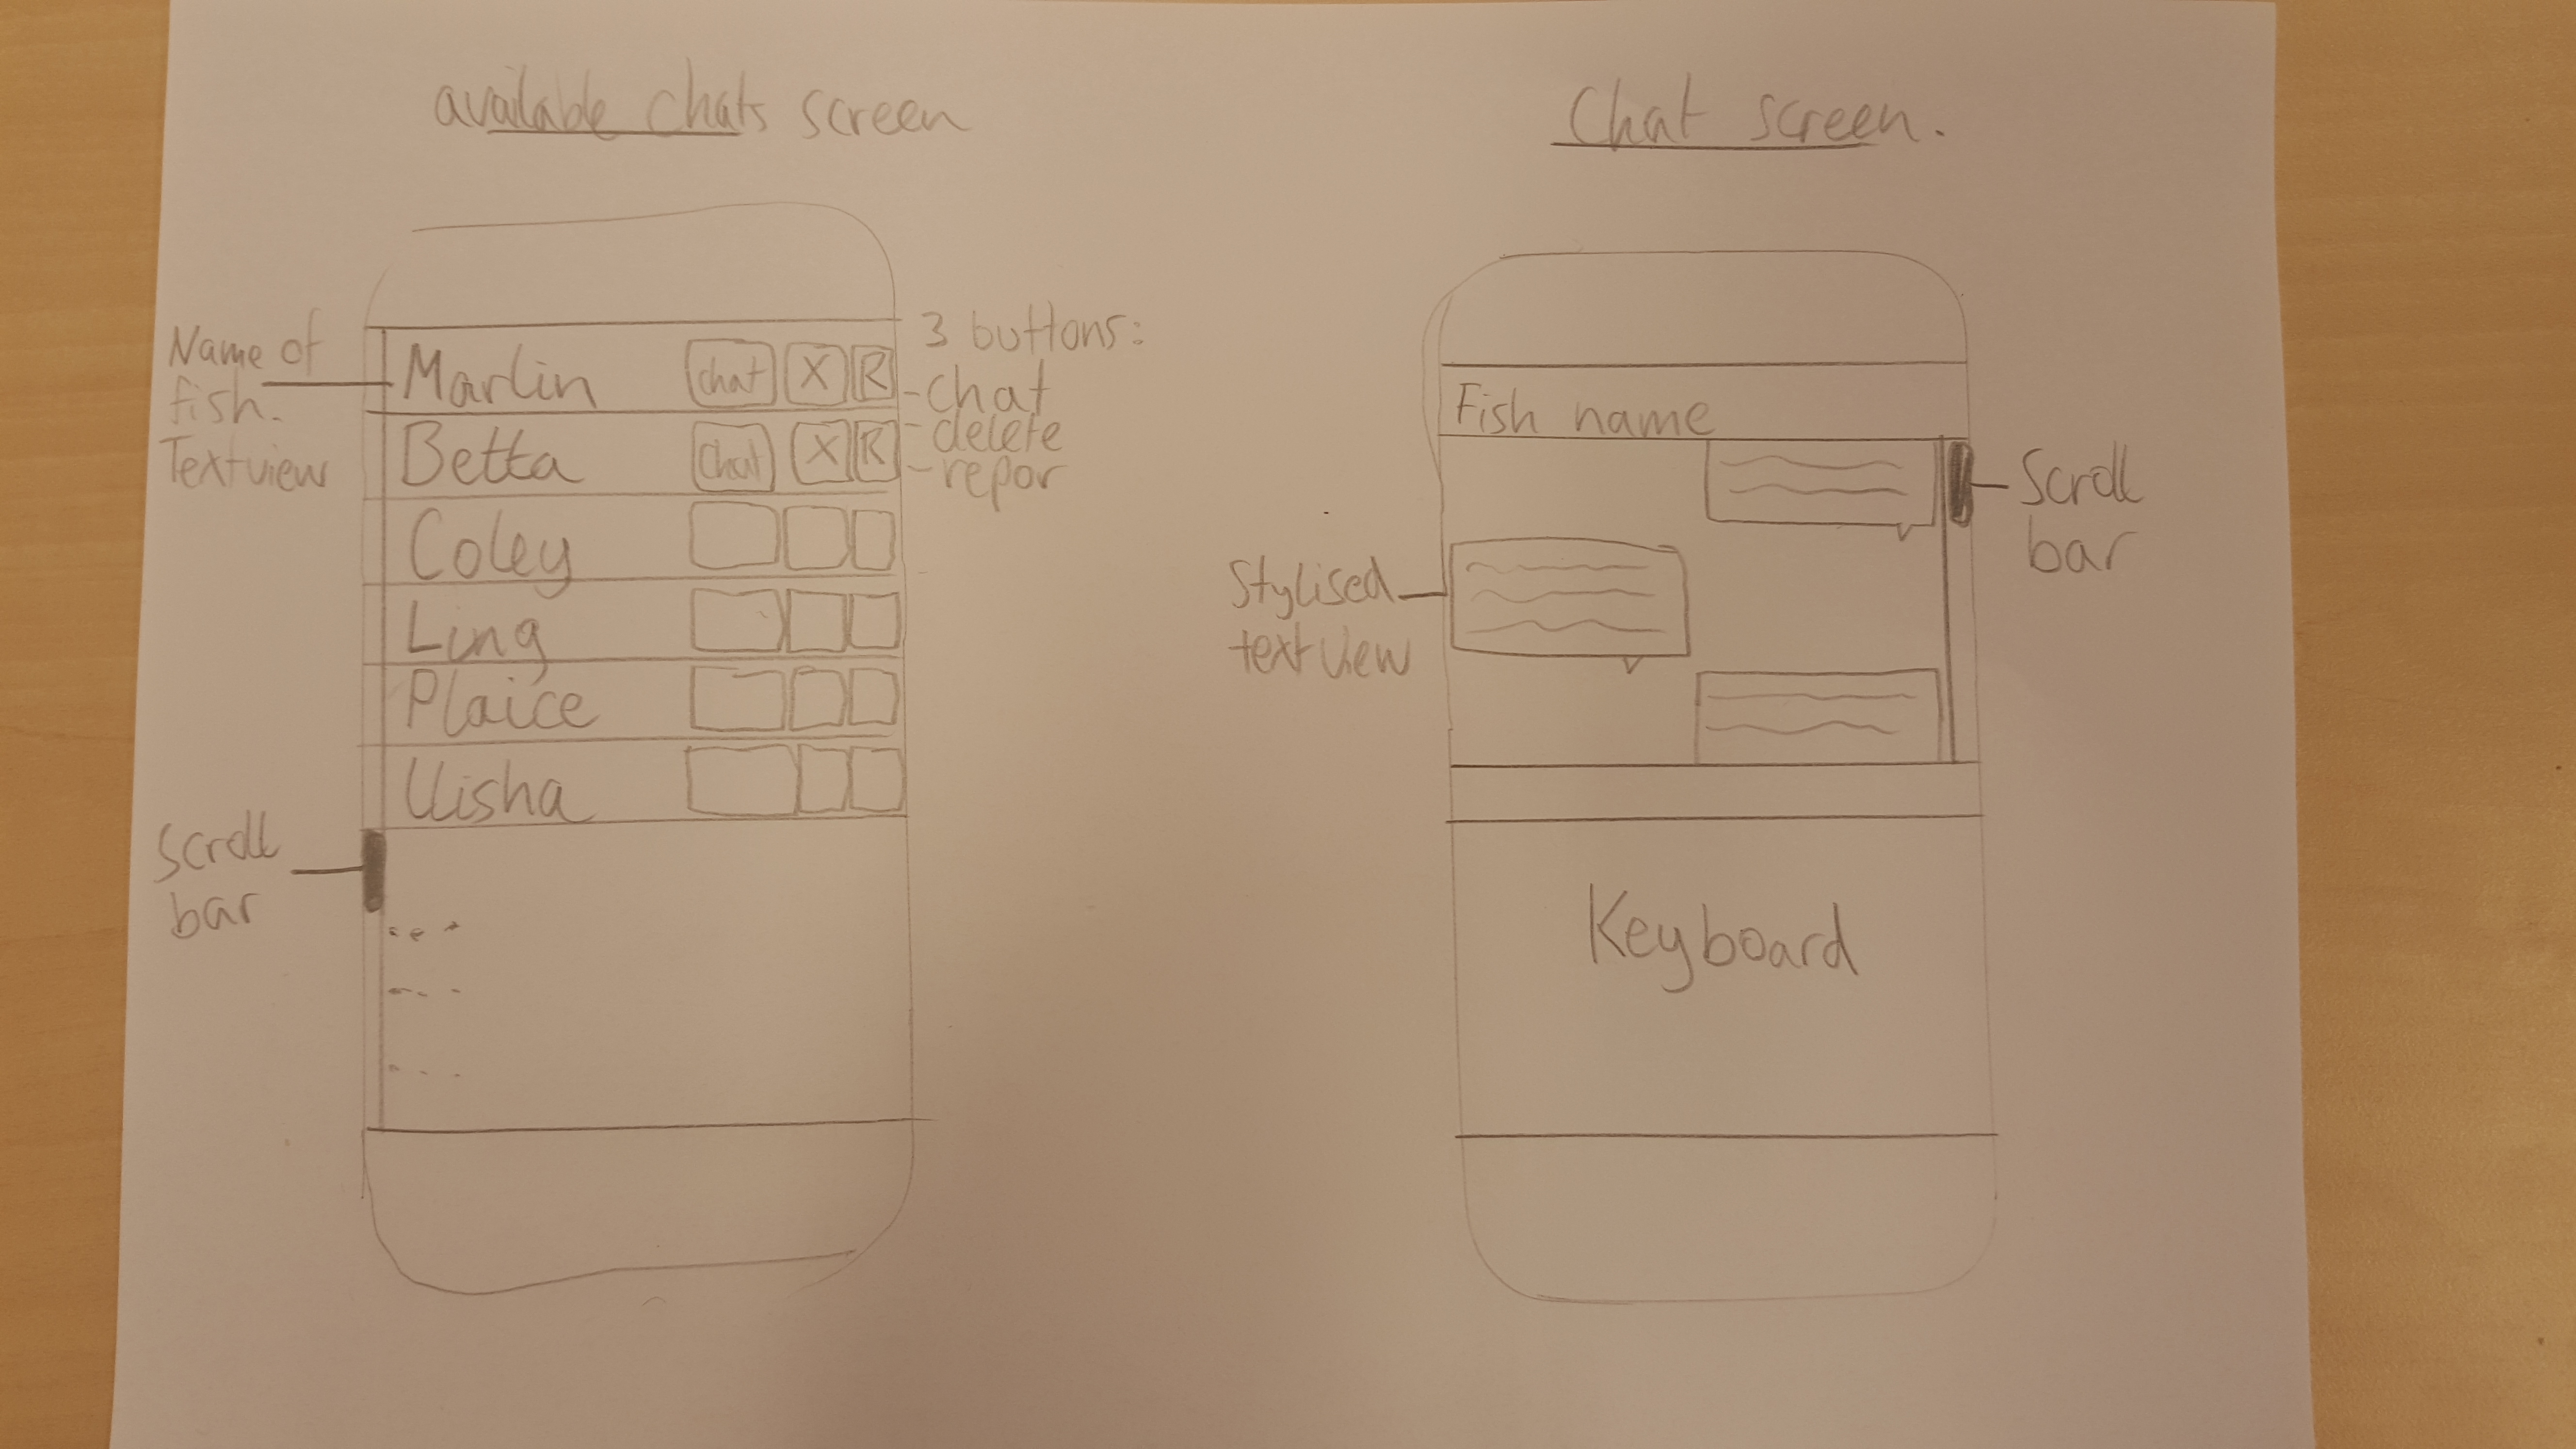 available chats screen
Name of
fish.
Textview
Marlin chat X R
Betta chat X R
Coley
Ling
Plaice
Uisha
3 buttons:
- chat
- delete
- repor
Scroll
bar
Chat screen.
Fish name
Scroll
bar
Stylised
text view
Keyboard